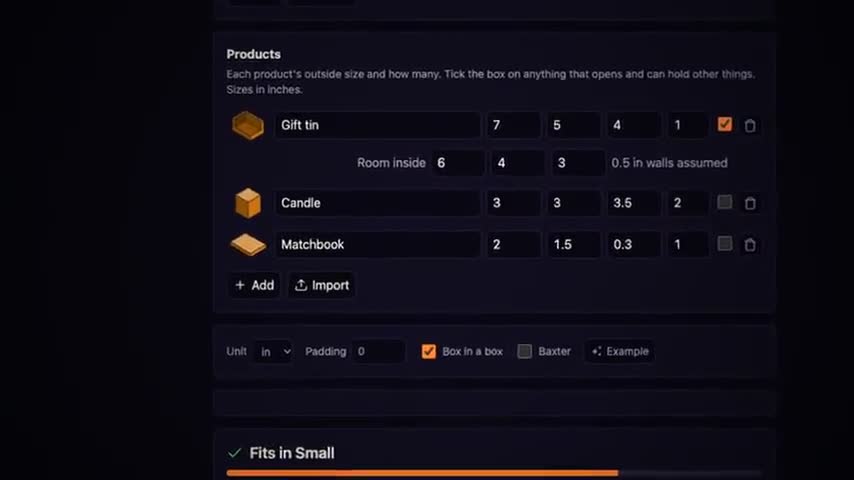 Products
Each product's outside size and how many. Tick the box on anything that opens and can hold other things.
Sizes in inches.
Gift tin 7 5 4 1
Room inside 6 4 3 0.5 in walls assumed
Candle 3 3 3.5 2
Matchbook 2 1.5 0.3 1
+ Add Import
Unit in Padding 0 Box in a box Baxter Example
Fits in Small